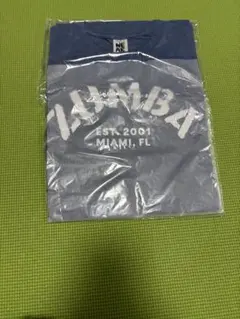 ZUMBA
EST. 2001
MIAMI, FL